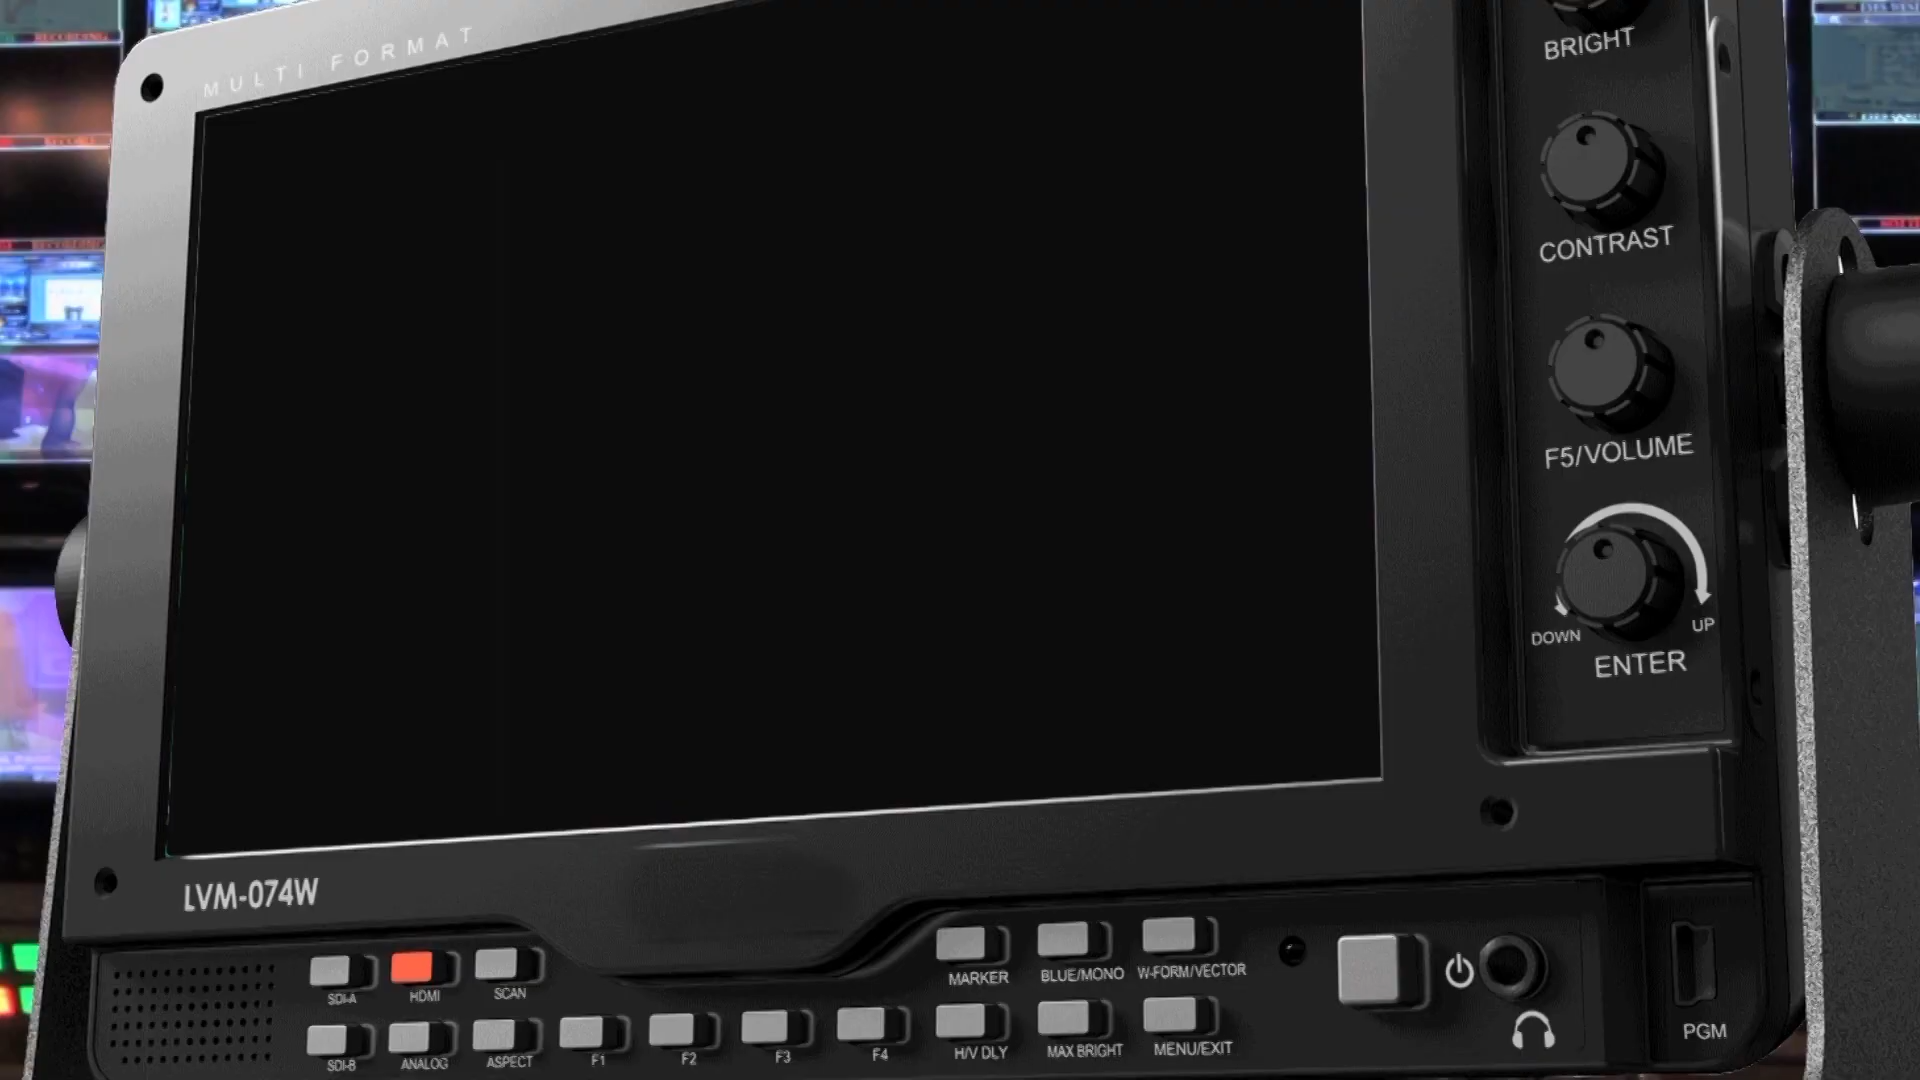 MULTI FORMAT
BRIGHT
CONTRAST
F5/VOLUME
DOWN
UP
ENTER
LVM-074W
SDI-A
HDMI
SCAN
MARKER
BLUE/MONO
W-FORM/VECTOR
SDI-B
ANALOG
ASPECT
F1
F2
F3
F4
H/V DLY
MAX BRIGHT
MENU/EXIT
PGM